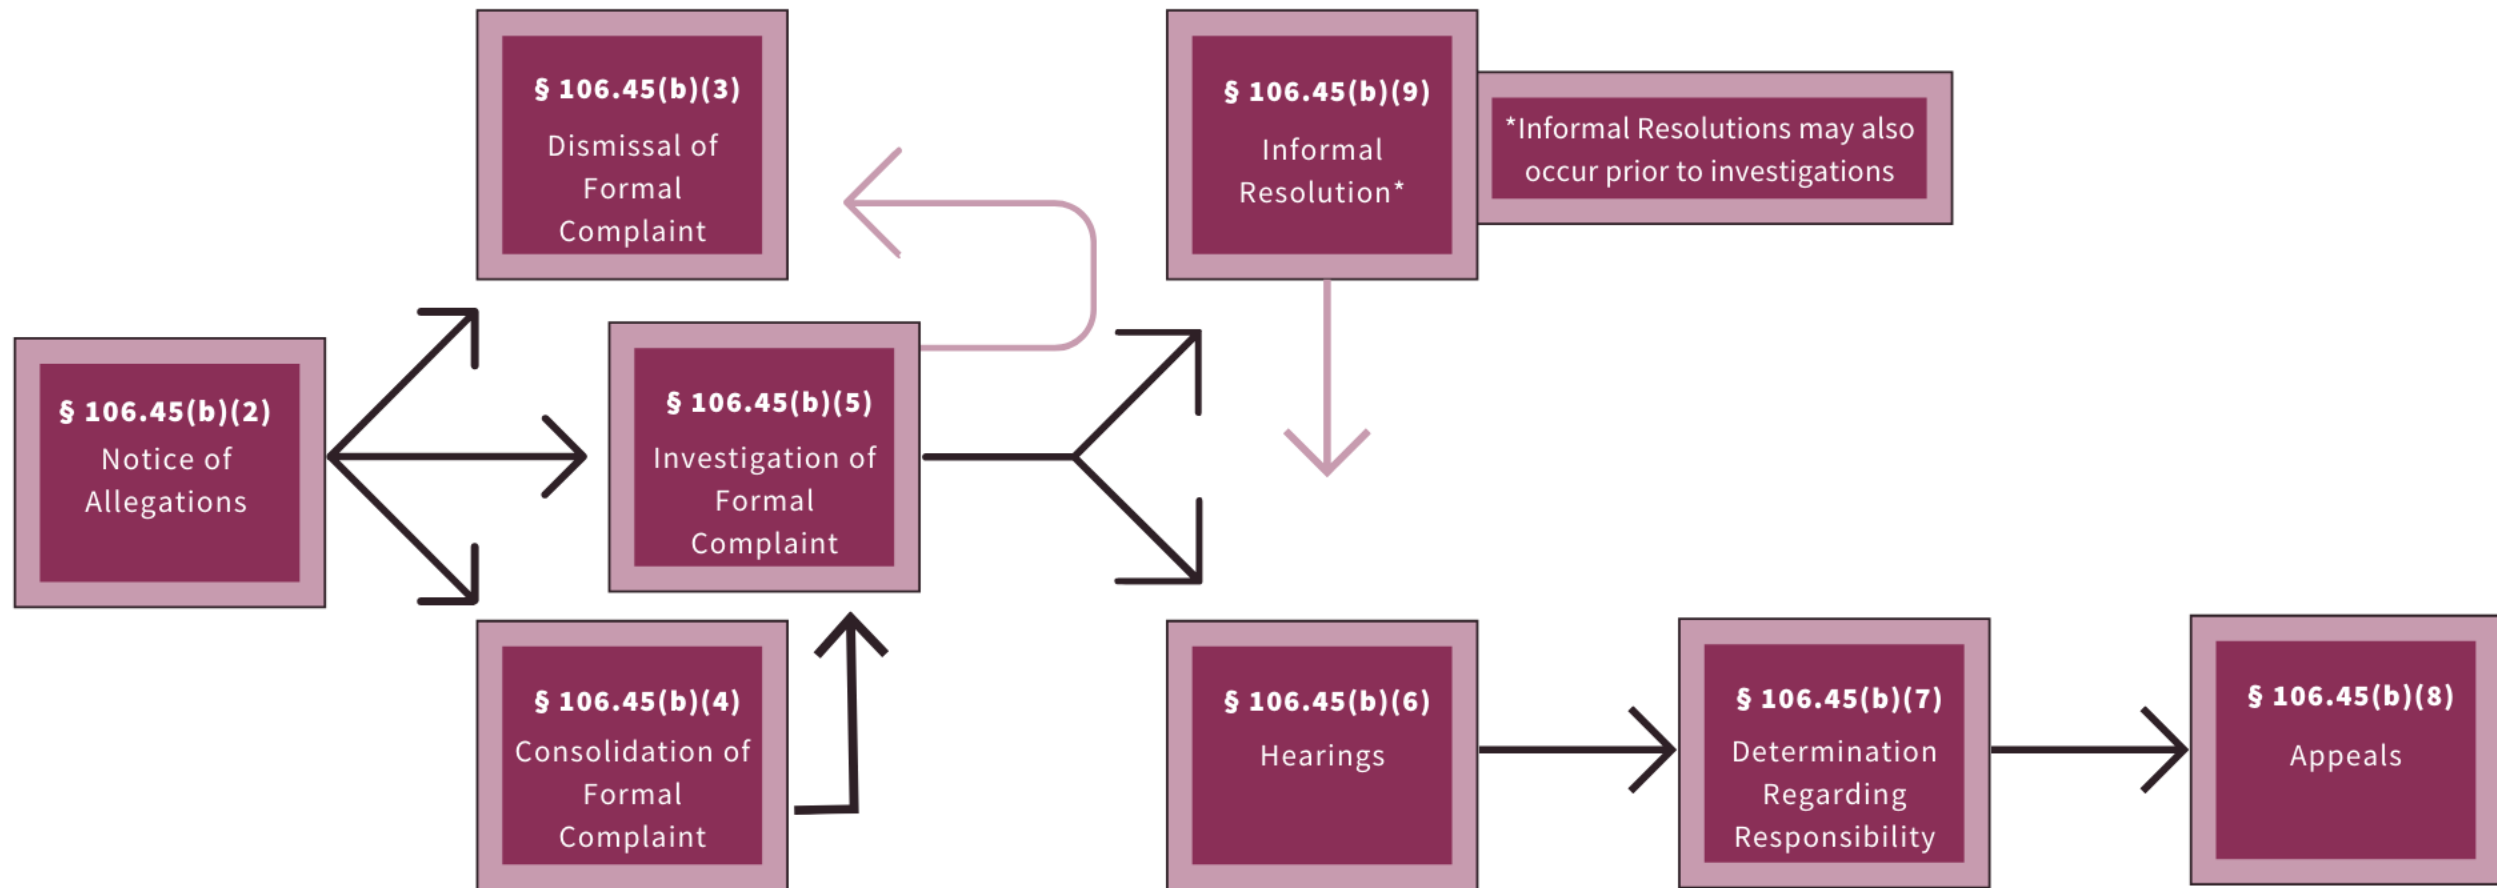 § 106.45(b)(2)
Notice of
Allegations
§ 106.45(b)(3)
Dismissal of
Formal
Complaint
§ 106.45(b)(5)
Investigation of
Formal
Complaint
§ 106.45(b)(4)
Consolidation of
Formal
Complaint
§ 106.45(b)(9)
Informal
Resolution*
*Informal Resolutions may also
occur prior to investigations
§ 106.45(b)(6)
Hearings
§ 106.45(b)(7)
Determination
Regarding
Responsibility
§ 106.45(b)(8)
Appeals